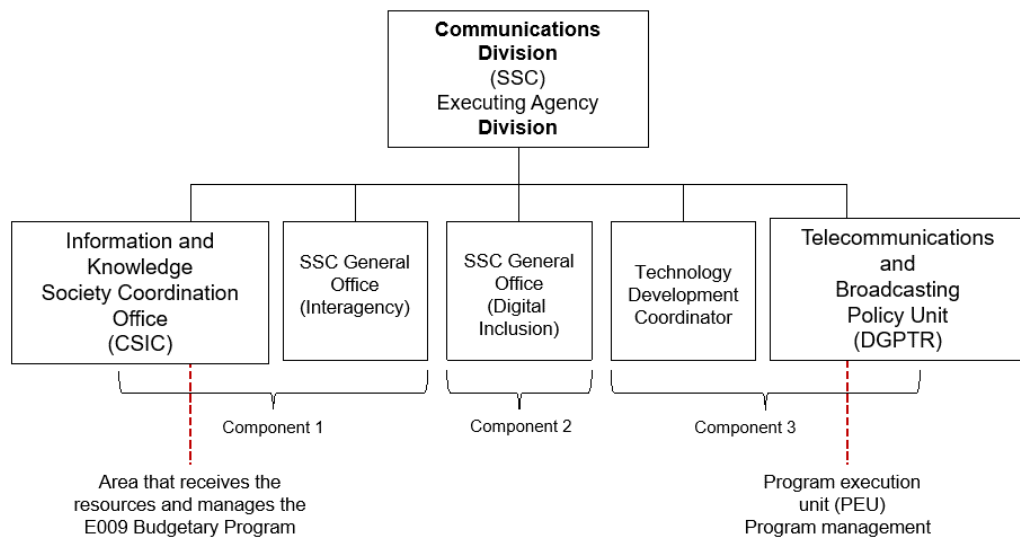 Communications
Division
(SSC)
Executing Agency
Division
Information and
Knowledge
Society Coordination
Office
(CSIC)
SSC General
Office
(Interagency)
SSC General
Office
(Digital
Inclusion)
Technology
Development
Coordinator
Telecommunications
and
Broadcasting
Policy Unit
(DGPTR)
Component 1
Component 2
Component 3
Area that receives the
resources and manages the
E009 Budgetary Program
Program execution
unit (PEU)
Program management